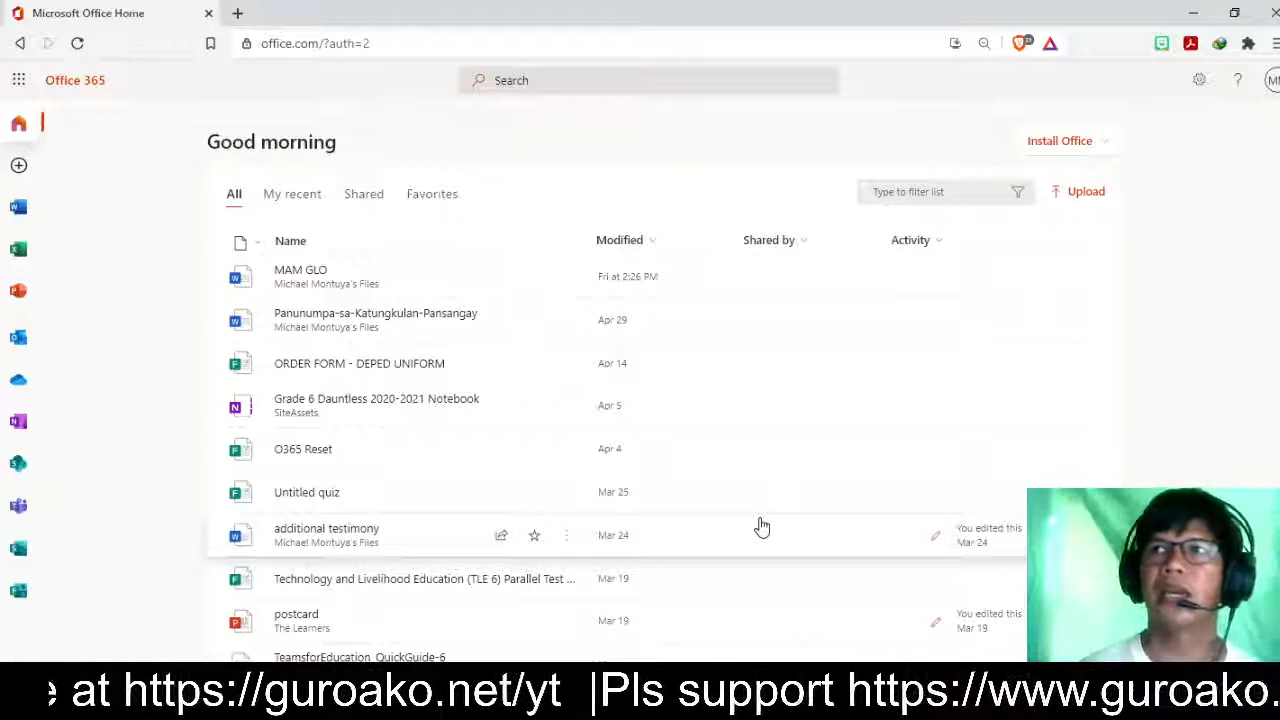 Microsoft Office Home
office.com/?auth=2
Office 365
Search
Good morning
Install Office
All My recent Shared Favorites
Type to filter list
Upload
Name Modified Shared by Activity
MAM GLO
Michael Montuya's Files
Fri at 2:26 PM
Panunumpa-sa-Katungkulan-Pansangay
Michael Montuya's Files
Apr 29
ORDER FORM - DEPED UNIFORM
Apr 14
Grade 6 Dauntless 2020-2021 Notebook
SiteAssets
Apr 5
O365 Reset
Apr 4
Untitled quiz
Mar 25
additional testimony
Michael Montuya's Files
Mar 24
You edited this
Mar 24
Technology and Livelihood Education (TLE 6) Parallel Test ...
Mar 19
postcard
The Learners
Mar 19
You edited this
Mar 19
TeamsforEducation_QuickGuide-6
e at https://guroako.net/yt |Pls support https://www.guroako.